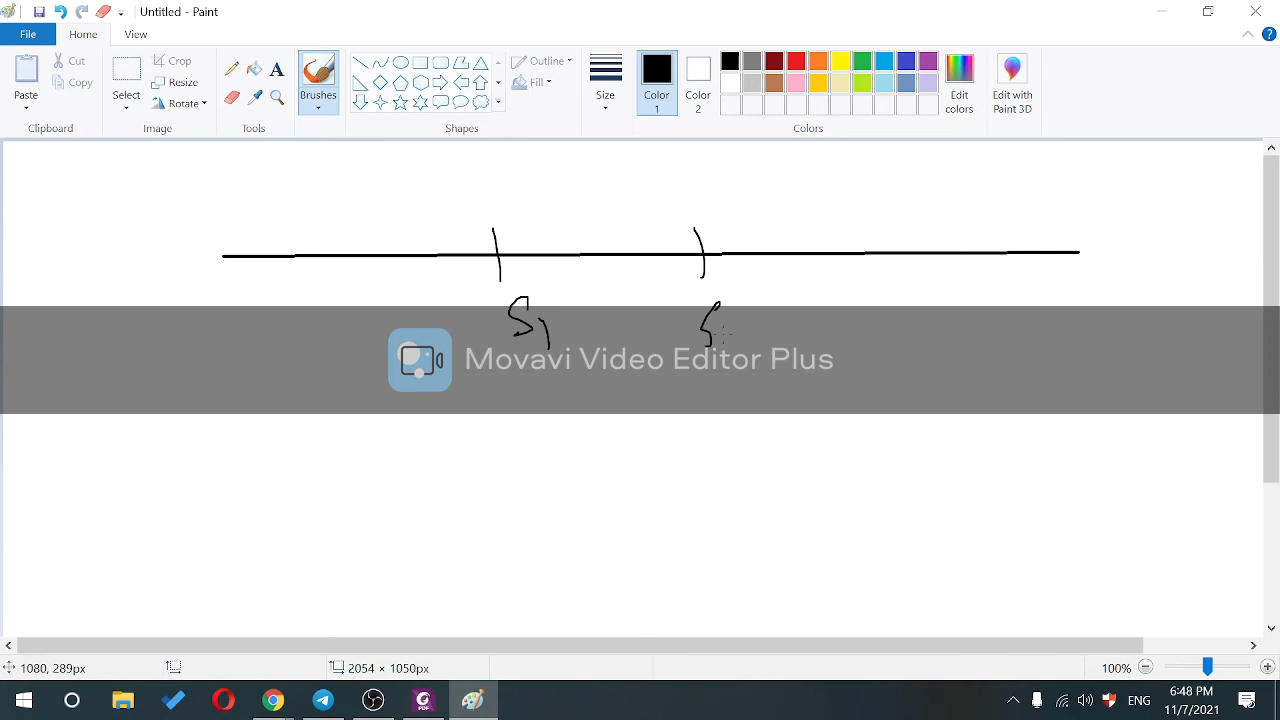 Untitled - Paint
File Home View
Paste
Cut
Copy
Clipboard
Select
Crop
Rotate
Image
A
Tools
Brushes
Outline
Fill
Shapes
Size
Color 1
Color 2
Edit colors
Colors
Edit with Paint 3D
S1
S
Movavi Video Editor Plus
1080, 289px
2054 × 1050px
100%
ENG
6:48 PM
11/7/2021